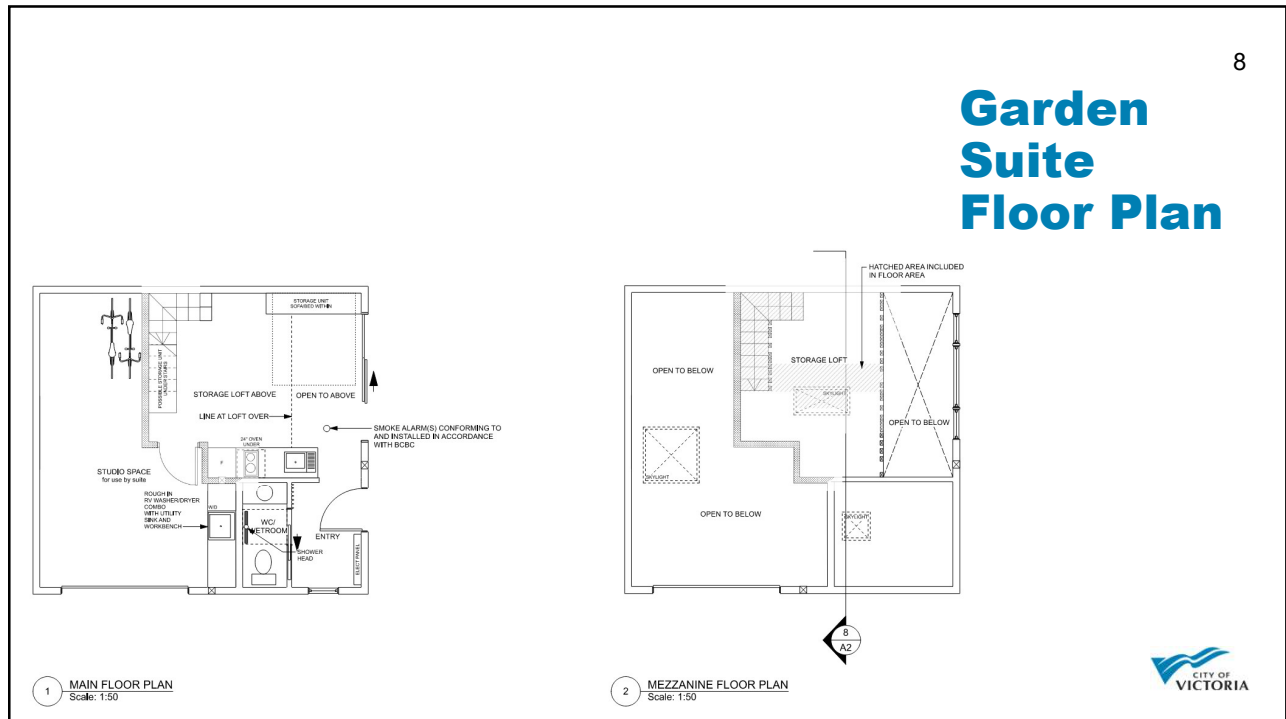 8
Garden
Suite
Floor Plan
STORAGE UNIT
SOFA/BED WITHIN
POSSIBLE STORAGE UNIT
UNDER STAIRS
STORAGE LOFT ABOVE
OPEN TO ABOVE
LINE AT LOFT OVER
SMOKE ALARM(S) CONFORMING TO
AND INSTALLED IN ACCORDANCE
WITH BCBC
24" OVEN
UNDER
F
STUDIO SPACE
for use by suite
ROUGH IN
RV WASHER/DRYER
COMBO
WITH UTILITY
SINK AND
WORKBENCH
W/D
WC/
WETROOM
SHOWER
HEAD
ENTRY
ELECT PANEL
1
MAIN FLOOR PLAN
Scale: 1:50
HATCHED AREA INCLUDED
IN FLOOR AREA
OPEN TO BELOW
STORAGE LOFT
SKYLIGHT
OPEN TO BELOW
SKYLIGHT
OPEN TO BELOW
SKYLIGHT
8
A2
2
MEZZANINE FLOOR PLAN
Scale: 1:50
CITY OF
VICTORIA